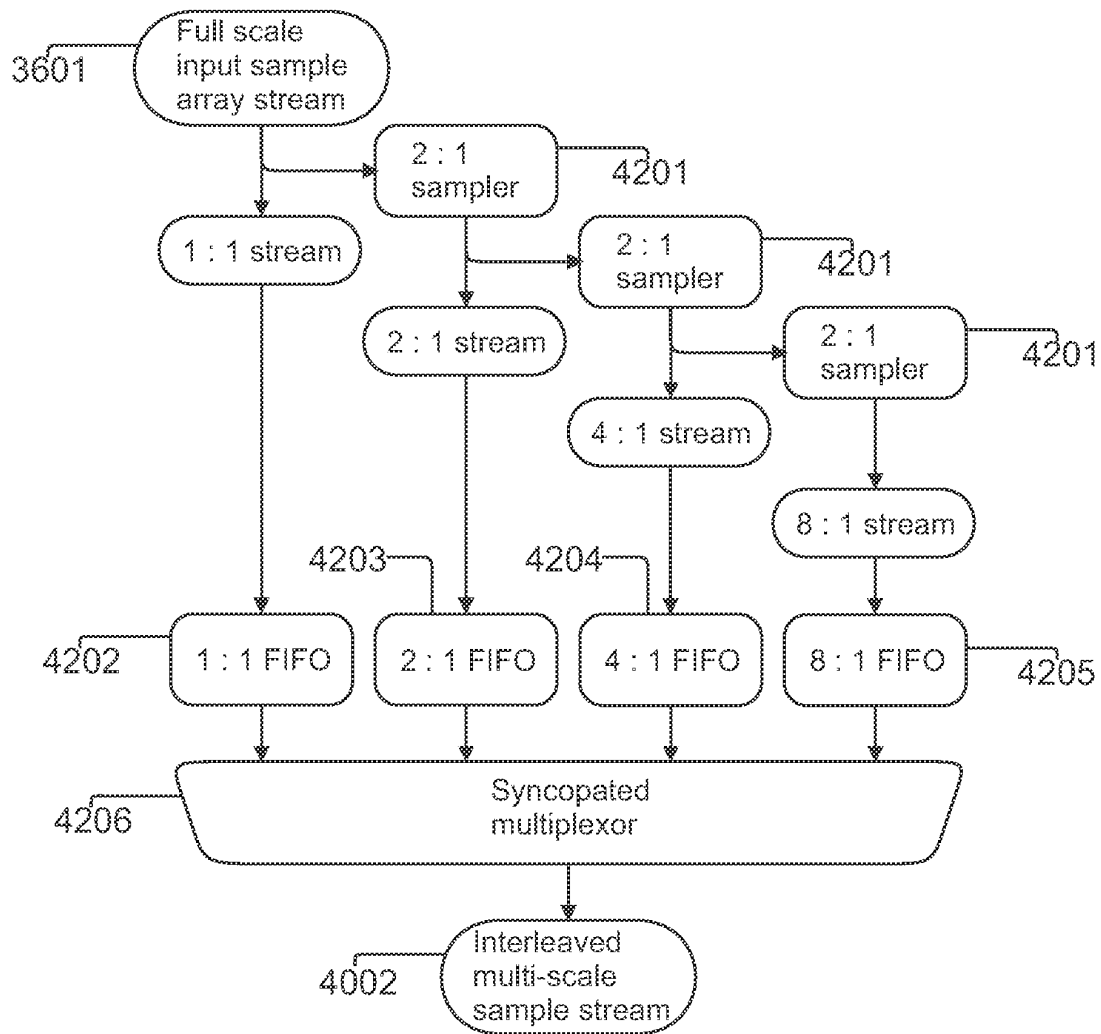 Full scale
input sample
array stream
3601
2 : 1
sampler
4201
1 : 1 stream
2 : 1
sampler
4201
2 : 1 stream
2 : 1
sampler
4201
4 : 1 stream
8 : 1 stream
4203
4204
4202
1 : 1 FIFO
2 : 1 FIFO
4 : 1 FIFO
8 : 1 FIFO
4205
Syncopated
multiplexor
4206
Interleaved
multi-scale
sample stream
4002